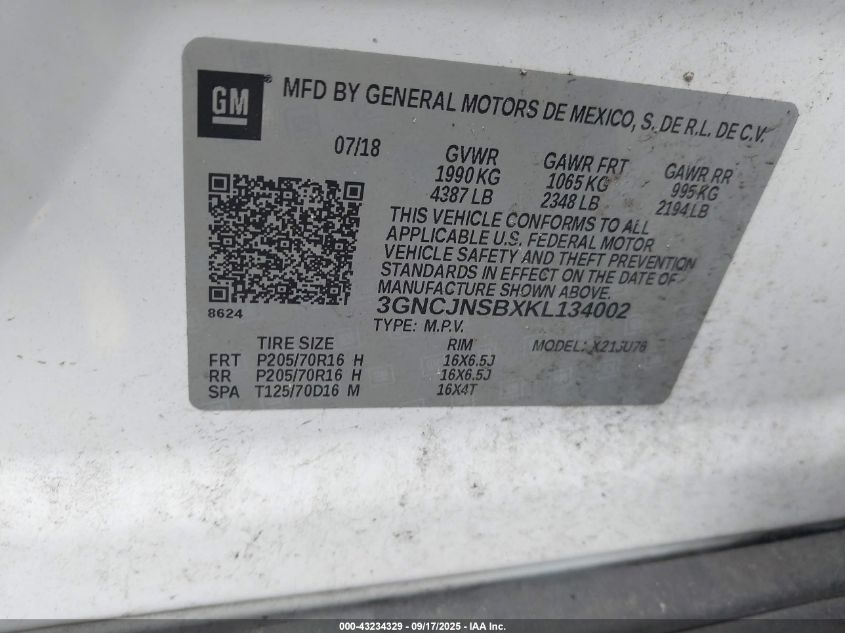 GM
®
MFD BY GENERAL MOTORS DE MEXICO, S. DE R.L. DE C.V.
07/18
GVWR GAWR FRT GAWR RR
1990 KG 1065 KG 995 KG
4387 LB 2348 LB 2194 LB
THIS VEHICLE CONFORMS TO ALL
APPLICABLE U.S. FEDERAL MOTOR
VEHICLE SAFETY AND THEFT PREVENTION
STANDARDS IN EFFECT ON THE DATE OF
MANUFACTURE SHOWN ABOVE.
8624
3GNCJNSBXKL134002
TYPE: M.P.V.
TIRE SIZE RIM MODEL: X21JU76
FRT P205/70R16 H 16X6.5J
RR P205/70R16 H 16X6.5J
SPA T125/70D16 M 16X4T
000-43234329 - 09/17/2025 - IAA Inc.